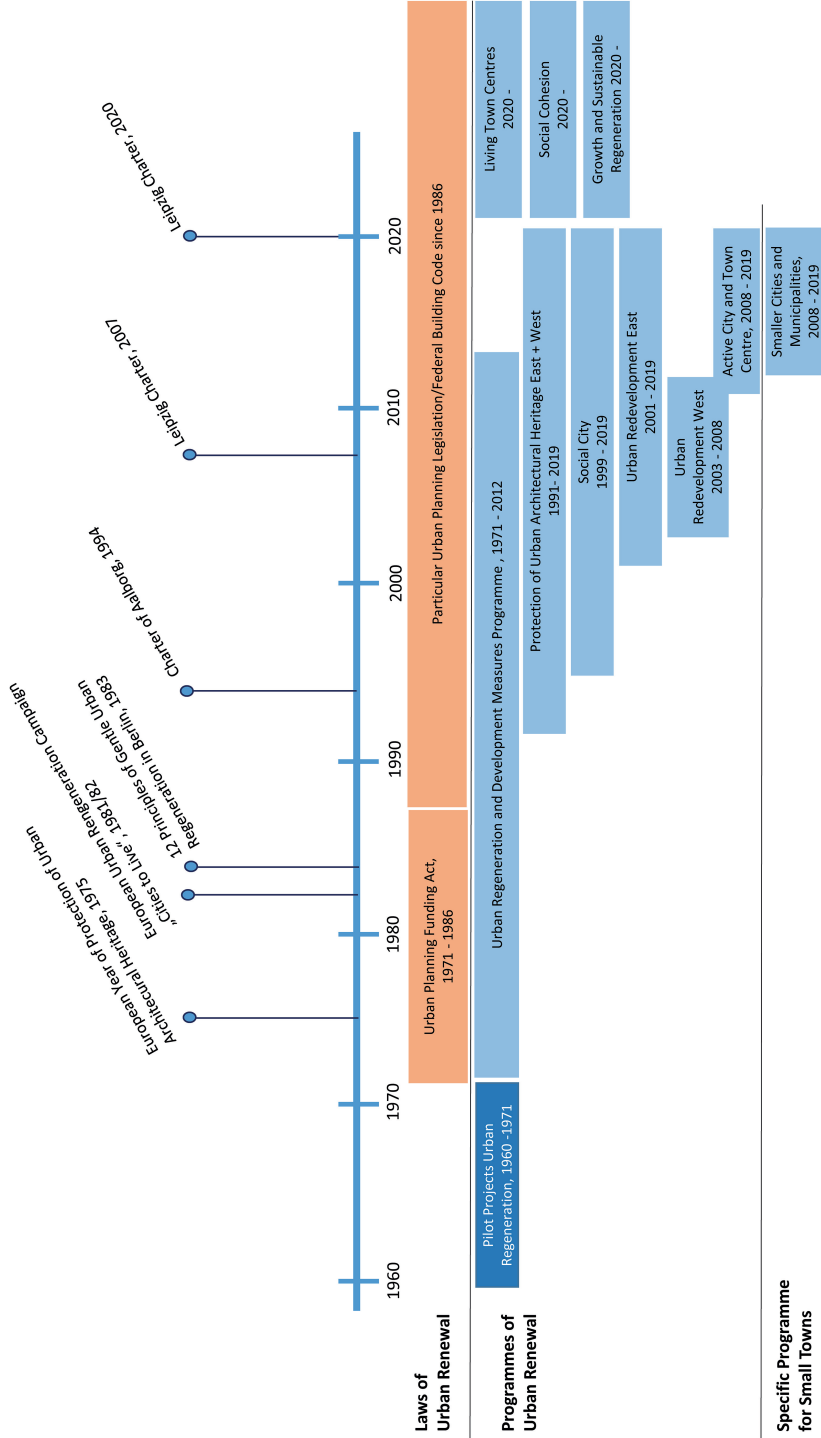 European Year of Protection of Urban
Architecural Heritage, 1975
European Urban Rengeneration Campaign
„Cities to Live“, 1981/82
12 Principles of Gentle Urban
Regeneration in Berlin, 1983
Charter of Aalborg, 1994
Leipzig Charter, 2007
Leipzig Charter, 2020
1960
1970
1980
1990
2000
2010
2020
Laws of
Urban Renewal
Urban Planning Funding Act,
1971 - 1986
Particular Urban Planning Legislation/Federal Building Code since 1986
Programmes of
Urban Renewal
Pilot Projects Urban
Regeneration, 1960 -1971
Urban Regeneration and Development Measures Programme , 1971 - 2012
Living Town Centres
2020 -
Protection of Urban Architectural Heritage East + West
1991- 2019
Social Cohesion
2020 -
Social City
1999 - 2019
Growth and Sustainable
Regeneration 2020 -
Urban Redevelopment East
2001 - 2019
Urban
Redevelopment West
2003 - 2008
Active City and Town
Centre, 2008 - 2019
Specific Programme
for Small Towns
Smaller Cities and
Municipalities,
2008 - 2019